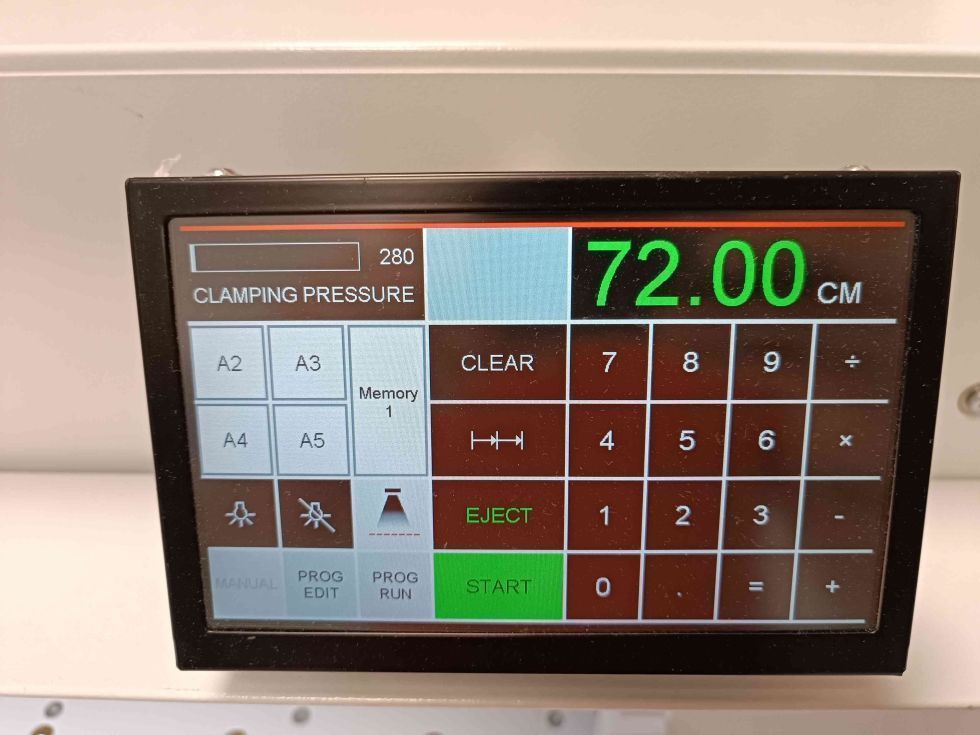 280
72.00 CM
CLAMPING PRESSURE
A2 A3 Memory 1 CLEAR 7 8 9 ÷
A4 A5 4 5 6 ×
EJECT 1 2 3 -
MANUAL PROG EDIT PROG RUN START 0 . = +